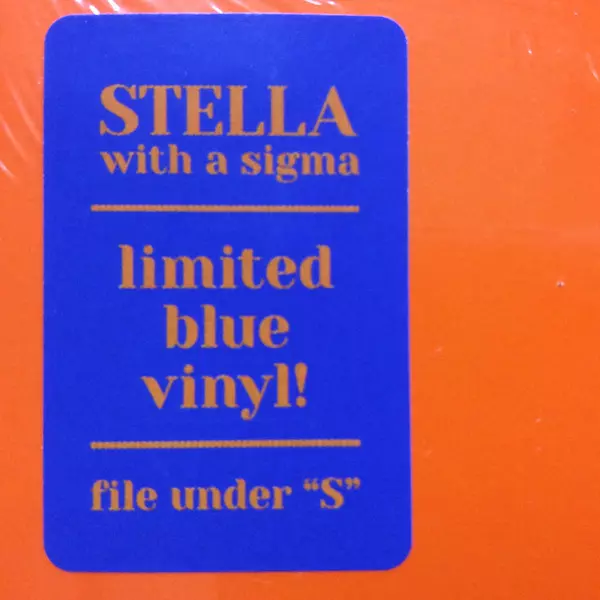 STELLA
with a sigma
limited
blue
vinyl!
file under “S”